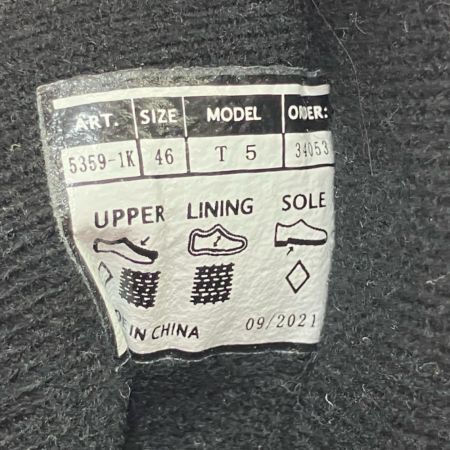 ART. SIZE MODEL ORDER:
5359-1K 46 T 5 34053
UPPER LINING SOLE
IN CHINA 09/2021